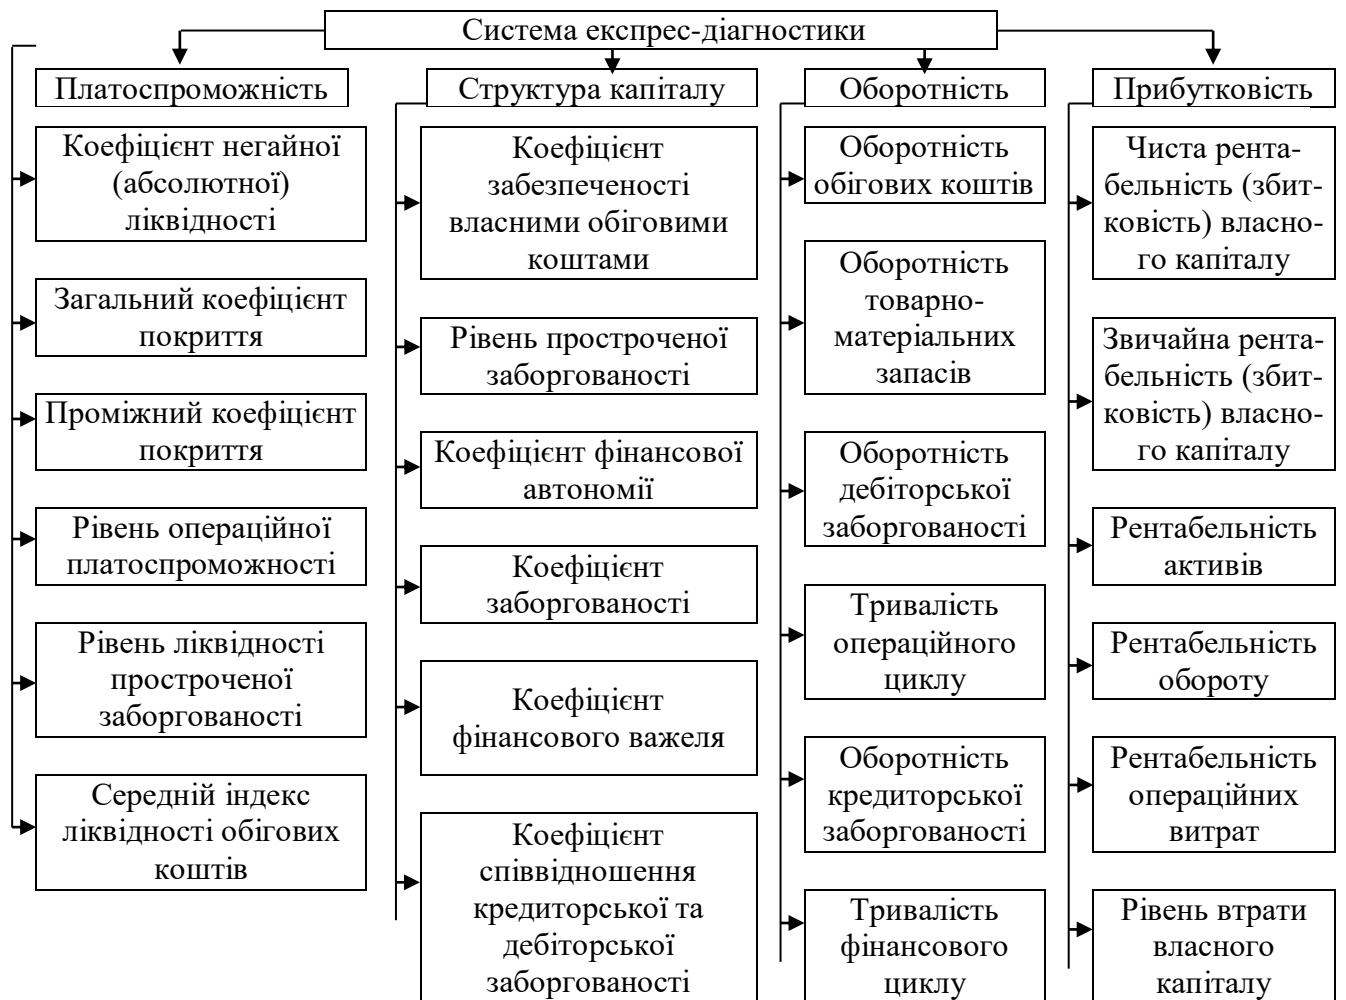 Система експрес-діагностики
Платоспроможність
Коефіцієнт негайної
(абсолютної)
ліквідності
Загальний коефіцієнт
покриття
Проміжний коефіцієнт
покриття
Рівень операційної
платоспроможності
Рівень ліквідності
простроченої
заборгованості
Середній індекс
ліквідності обігових
коштів
Структура капіталу
Коефіцієнт
забезпеченості
власними обіговими
коштами
Рівень простроченої
заборгованості
Коефіцієнт фінансової
автономії
Коефіцієнт
заборгованості
Коефіцієнт
фінансового важеля
Коефіцієнт
співвідношення
кредиторської та
дебіторської
заборгованості
Оборотність
Оборотність
обігових коштів
Оборотність
товарно-
матеріальних
запасів
Оборотність
дебіторської
заборгованості
Тривалість
операційного
циклу
Оборотність
кредиторської
заборгованості
Тривалість
фінансового
циклу
Прибутковість
Чиста рента-
бельність (збит-
ковість) власно-
го капіталу
Звичайна рента-
бельність (збит-
ковість) власно-
го капіталу
Рентабельність
активів
Рентабельність
обороту
Рентабельність
операційних
витрат
Рівень втрати
власного
капіталу